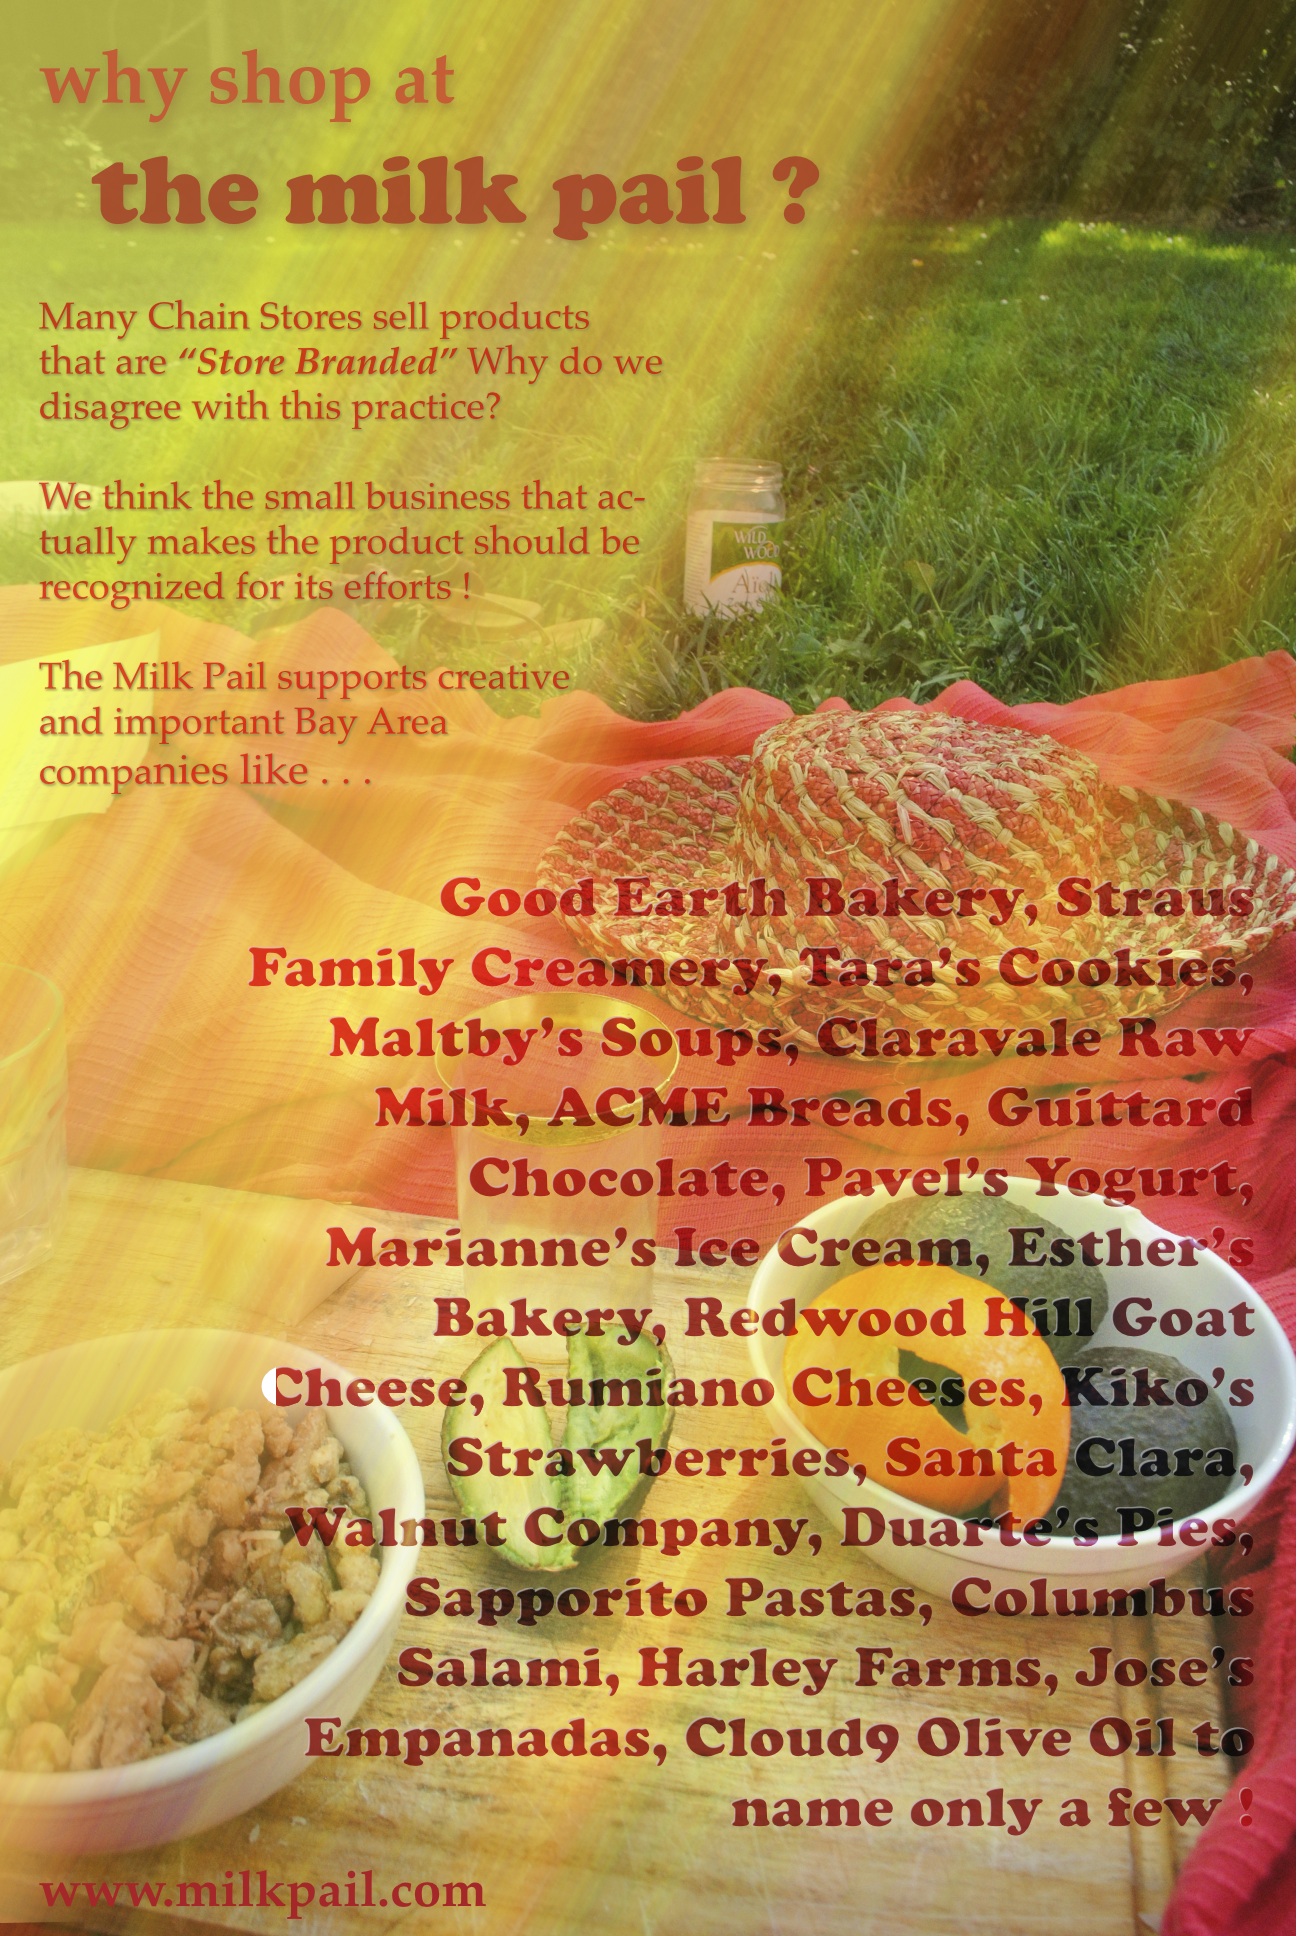 why shop at
the milk pail ?
Many Chain Stores sell products
that are “Store Branded” Why do we
disagree with this practice?
We think the small business that ac-
tually makes the product should be
recognized for its efforts !
The Milk Pail supports creative
and important Bay Area
companies like . . .
WILD
WOOD
Good Earth Bakery, Straus
Family Creamery, Tara’s Cookies,
Maltby’s Soups, Claravale Raw
Milk, ACME Breads, Guittard
Chocolate, Pavel’s Yogurt,
Marianne’s Ice Cream, Esther’s
Bakery, Redwood Hill Goat
Cheese, Rumiano Cheeses, Kiko’s
Strawberries, Santa Clara,
Walnut Company, Duarte’s Pies,
Sapporito Pastas, Columbus
Salami, Harley Farms, Jose’s
Empanadas, Cloud9 Olive Oil to
name only a few !
www.milkpail.com